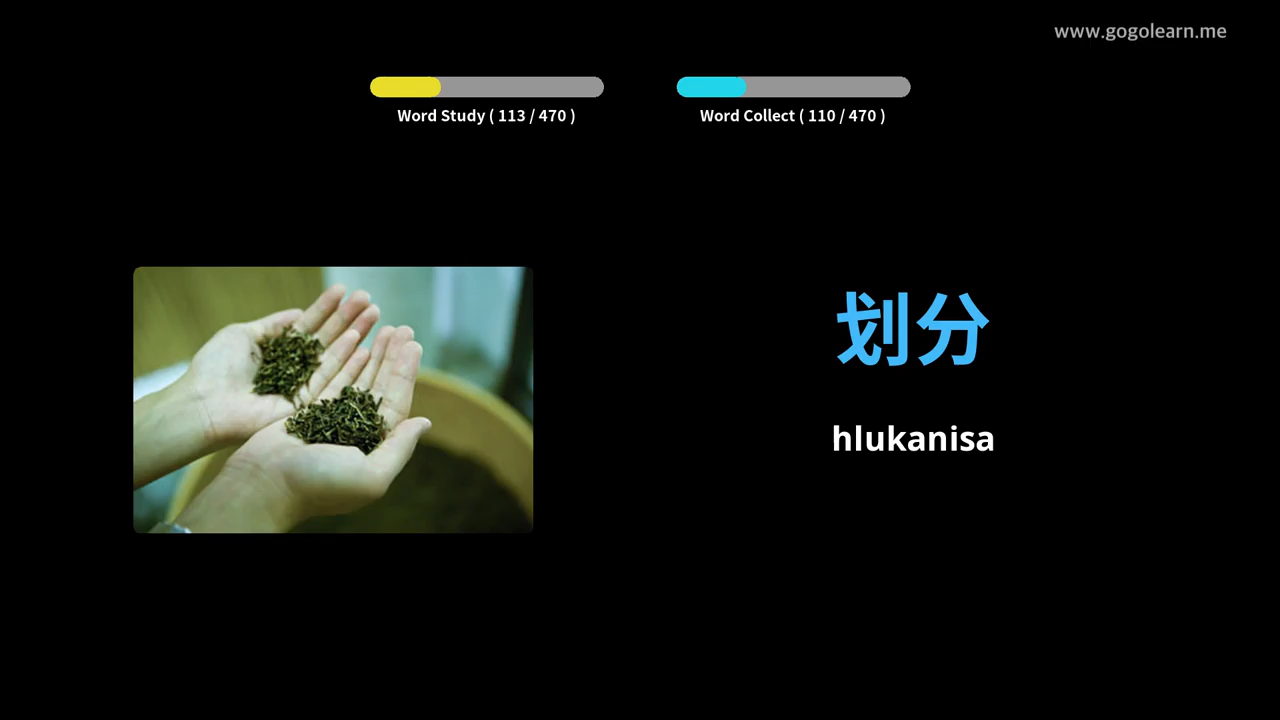 www.gogolearn.me
Word Study ( 113 / 470 )
Word Collect ( 110 / 470 )
划分
hlukanisa